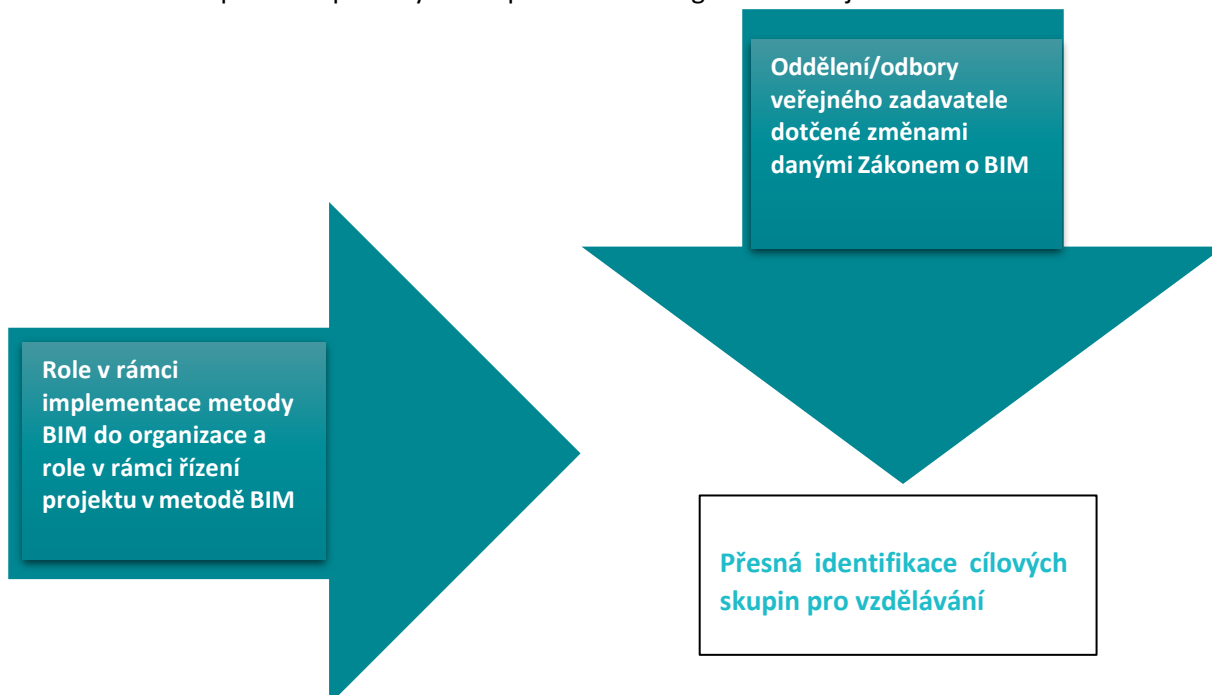 Oddělení/odbory
veřejného zadavatele
dotčené změnami
danými Zákonem o BIM
Role v rámci
implementace metody
BIM do organizace a
role v rámci řízení
projektu v metodě BIM
Přesná identifikace cílových
skupin pro vzdělávání